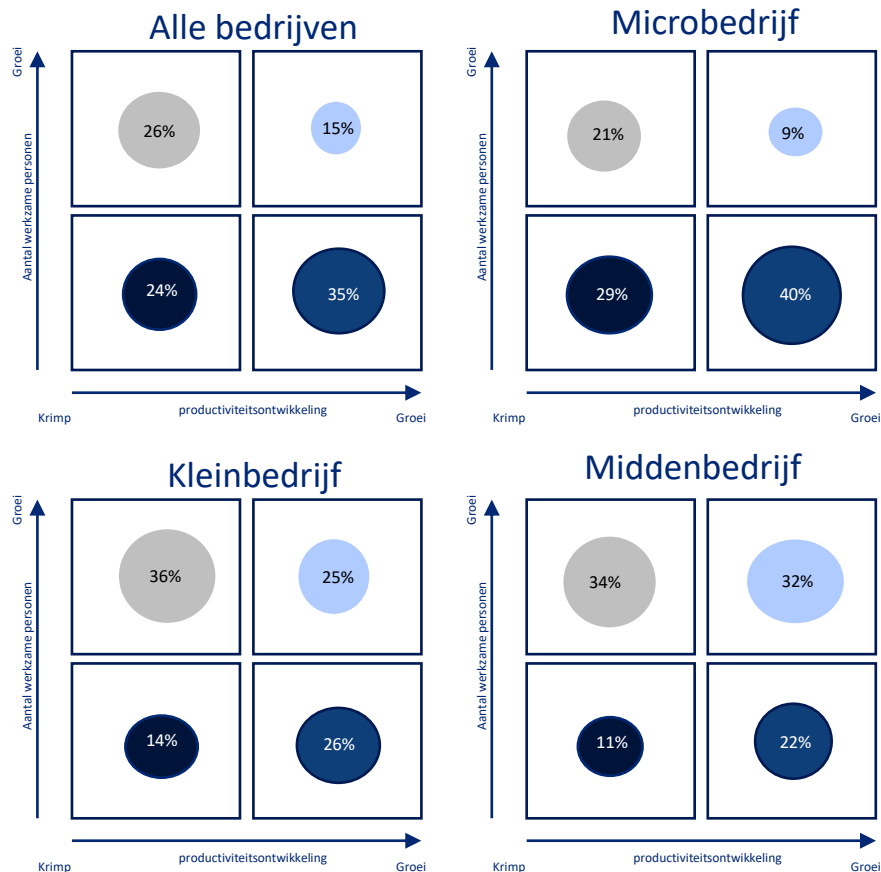 Alle bedrijven
Groei
Aantal werkzame personen
26%
15%
24%
35%
Krimp
productiviteitsontwikkeling
Groei
Microbedrijf
Groei
Aantal werkzame personen
21%
9%
29%
40%
Krimp
productiviteitsontwikkeling
Groei
Kleinbedrijf
Groei
Aantal werkzame personen
36%
25%
14%
26%
Krimp
productiviteitsontwikkeling
Groei
Middenbedrijf
Groei
Aantal werkzame personen
34%
32%
11%
22%
Krimp
productiviteitsontwikkeling
Groei